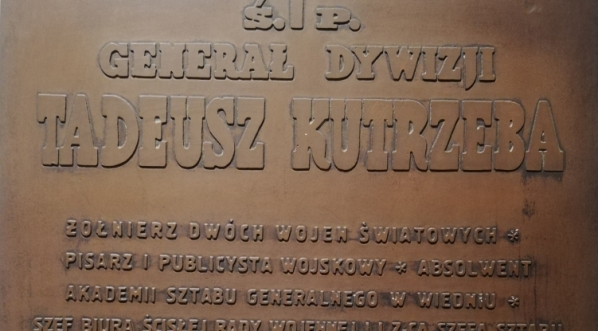 Ś. I P.
GENERAŁ DYWIZJI
TADEUSZ KUTRZEBA
ŻOŁNIERZ DWÓCH WOJEN ŚWIATOWYCH *
PISARZ I PUBLICYSTA WOJSKOWY * ABSOLWENT
AKADEMII SZTABU GENERALNEGO W WIEDNIU *
SZEF BIURA ŚCISŁEJ RADY WOJENNEJ I Z-CA SZEFA SZTABU